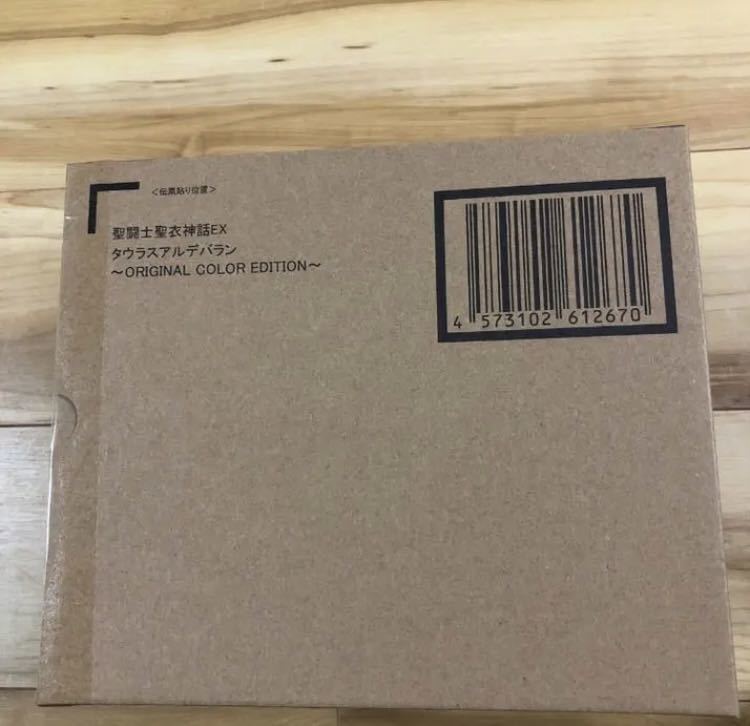 <伝票貼り位置>
聖闘士聖衣神話EX
タウラスアルデバラン
～ORIGINAL COLOR EDITION～
4 573102 612670